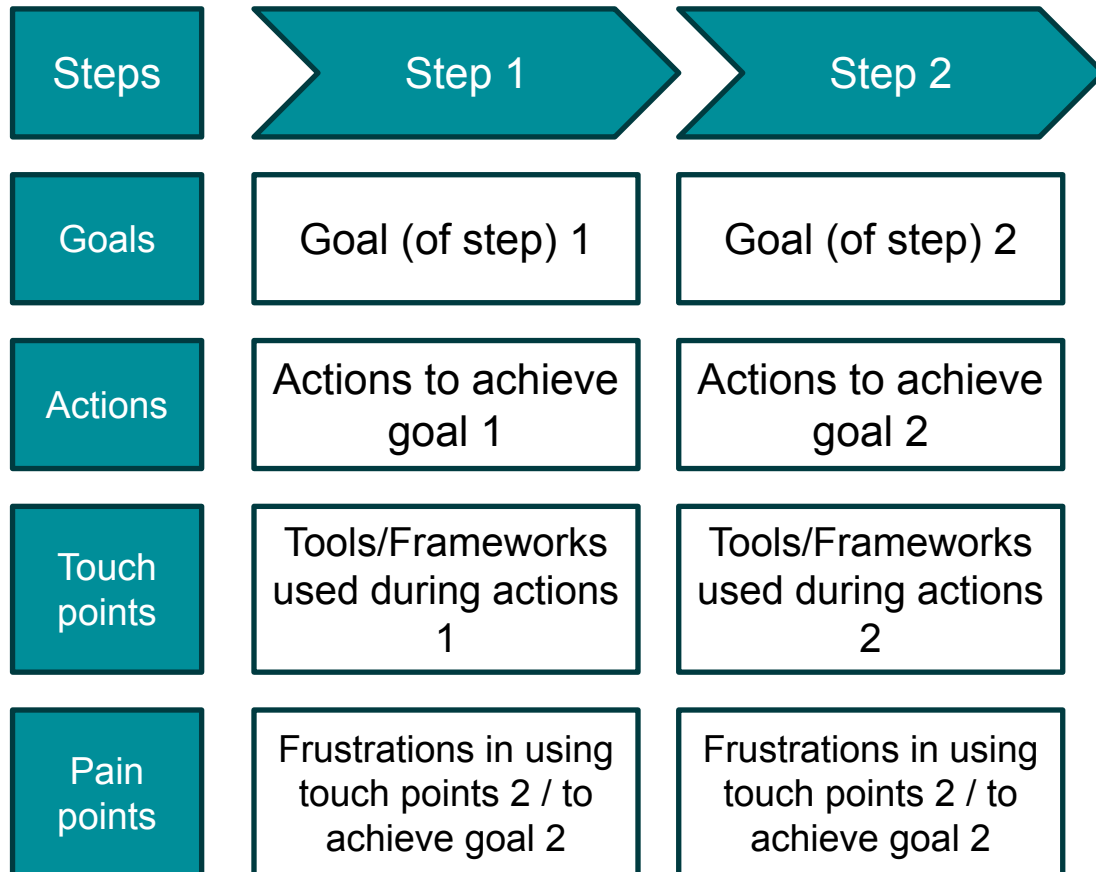 Steps
Step 1
Step 2
Goals
Goal (of step) 1
Goal (of step) 2
Actions
Actions to achieve
goal 1
Actions to achieve
goal 2
Touch
points
Tools/Frameworks
used during actions
1
Tools/Frameworks
used during actions
2
Pain
points
Frustrations in using
touch points 2 / to
achieve goal 2
Frustrations in using
touch points 2 / to
achieve goal 2